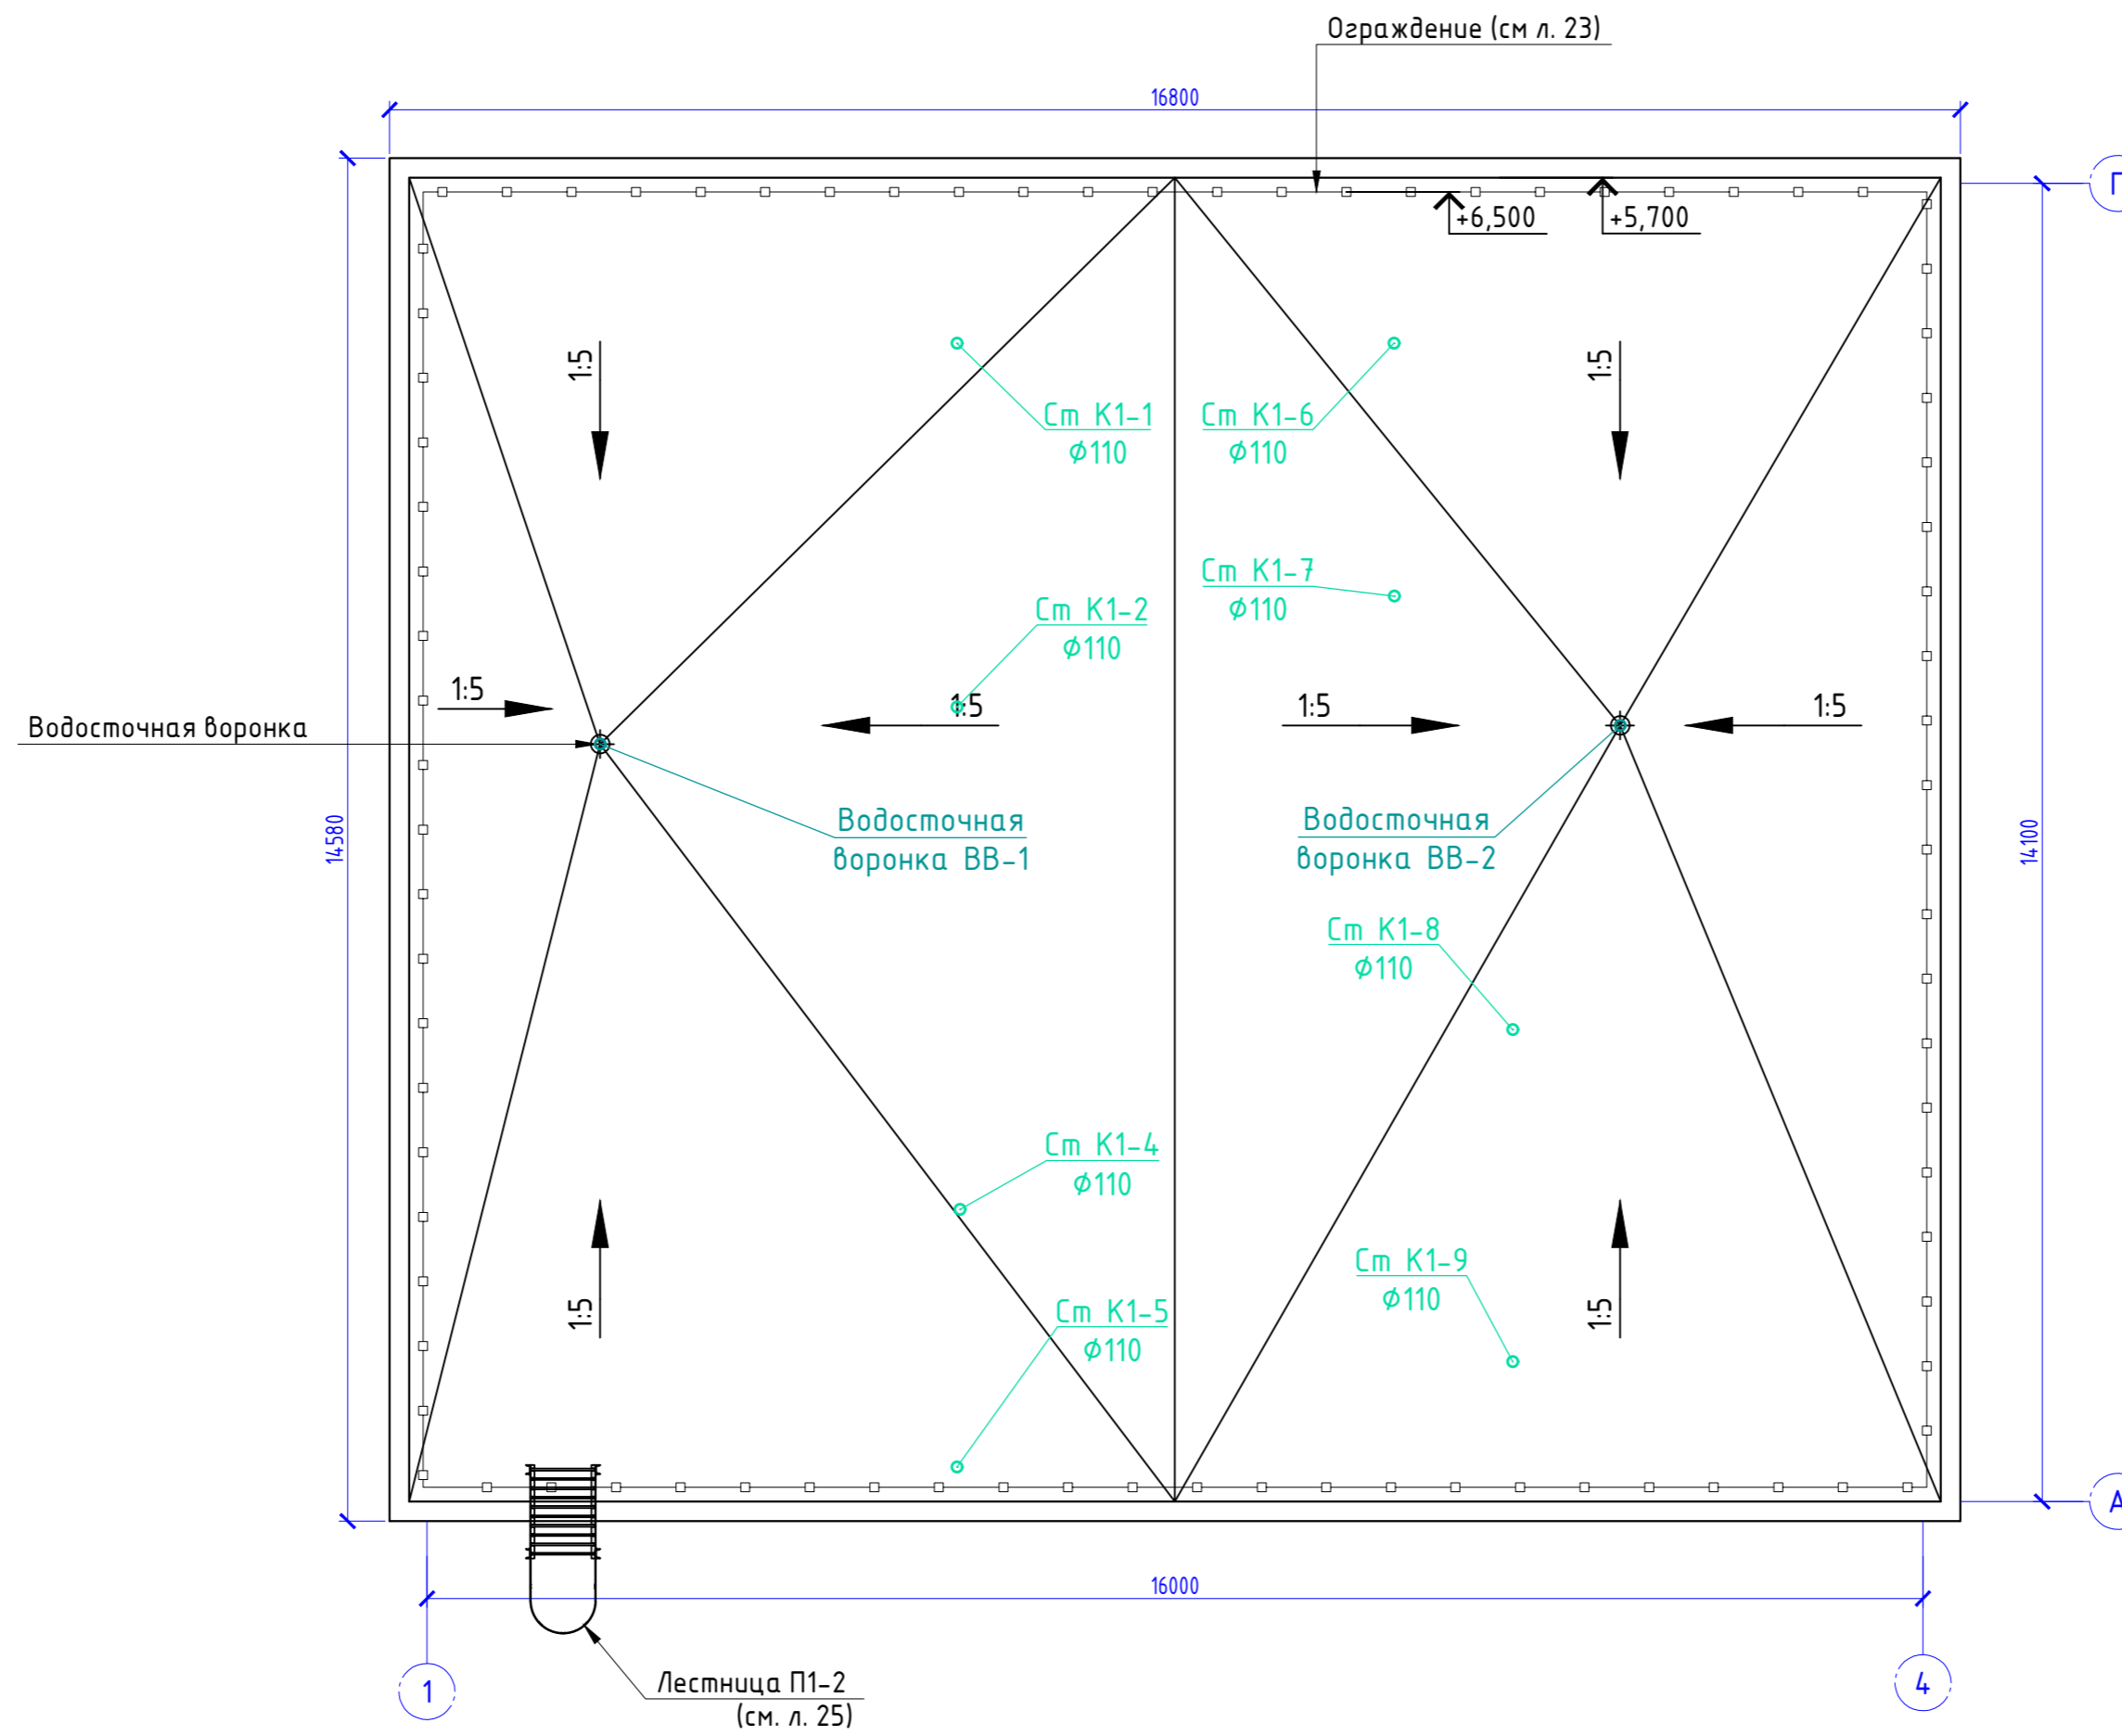 Ограждение (см л. 23)
16800
П
+6,500
+5,700
1:5
1:5
Ст К1-1
Ø110
Ст К1-6
Ø110
Ст К1-7
Ø110
Ст К1-2
Ø110
1:5
1:5
1:5
1:5
Водосточная воронка
14580
14100
Водосточная
воронка ВВ-1
Водосточная
воронка ВВ-2
Ст К1-8
Ø110
Ст К1-4
Ø110
Ст К1-9
Ø110
1:5
1:5
Ст К1-5
Ø110
А
16000
1
4
Лестница П1-2
(см. л. 25)